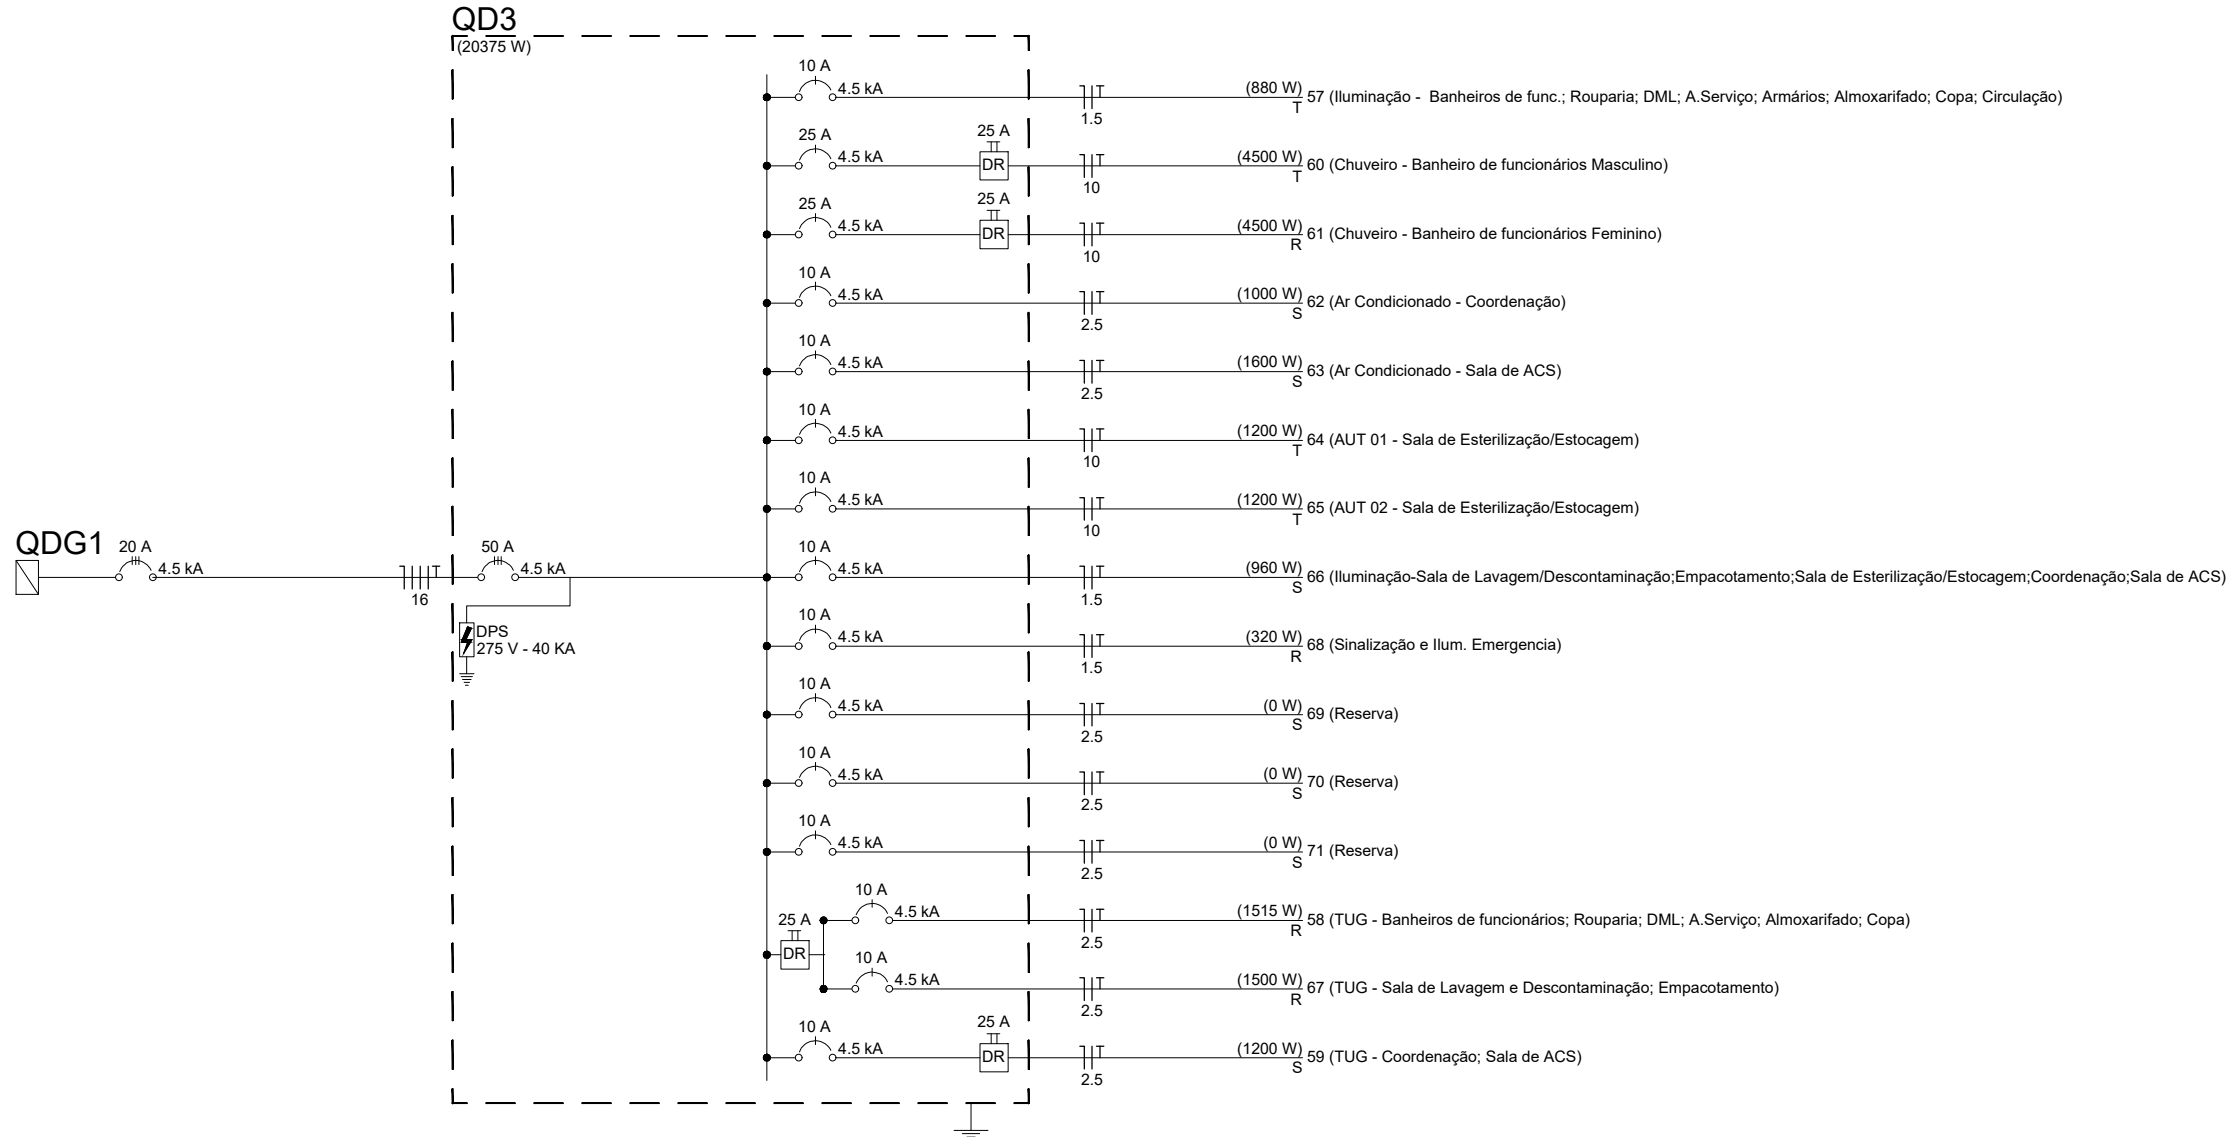 QD3
(20375 W)
10 A
4.5 kA
1.5
(880 W)
T
57 (Iluminação - Banheiros de func.; Rouparia; DML; A.Serviço; Armários; Almoxarifado; Copa; Circulação)
25 A
4.5 kA
25 A
DR
10
(4500 W)
T
60 (Chuveiro - Banheiro de funcionários Masculino)
25 A
4.5 kA
25 A
DR
10
(4500 W)
R
61 (Chuveiro - Banheiro de funcionários Feminino)
10 A
4.5 kA
2.5
(1000 W)
S
62 (Ar Condicionado - Coordenação)
10 A
4.5 kA
2.5
(1600 W)
S
63 (Ar Condicionado - Sala de ACS)
10 A
4.5 kA
10
(1200 W)
T
64 (AUT 01 - Sala de Esterilização/Estocagem)
10 A
4.5 kA
10
(1200 W)
T
65 (AUT 02 - Sala de Esterilização/Estocagem)
QDG1
20 A
4.5 kA
16
50 A
4.5 kA
DPS
275 V - 40 KA
10 A
4.5 kA
1.5
(960 W)
S
66 (Iluminação-Sala de Lavagem/Descontaminação;Empacotamento;Sala de Esterilização/Estocagem;Coordenação;Sala de ACS)
10 A
4.5 kA
1.5
(320 W)
R
68 (Sinalização e Ilum. Emergencia)
10 A
4.5 kA
2.5
(0 W)
S
69 (Reserva)
10 A
4.5 kA
2.5
(0 W)
S
70 (Reserva)
10 A
4.5 kA
2.5
(0 W)
S
71 (Reserva)
25 A
DR
10 A
4.5 kA
2.5
(1515 W)
R
58 (TUG - Banheiros de funcionários; Rouparia; DML; A.Serviço; Almoxarifado; Copa)
10 A
4.5 kA
2.5
(1500 W)
R
67 (TUG - Sala de Lavagem e Descontaminação; Empacotamento)
10 A
4.5 kA
25 A
DR
2.5
(1200 W)
S
59 (TUG - Coordenação; Sala de ACS)